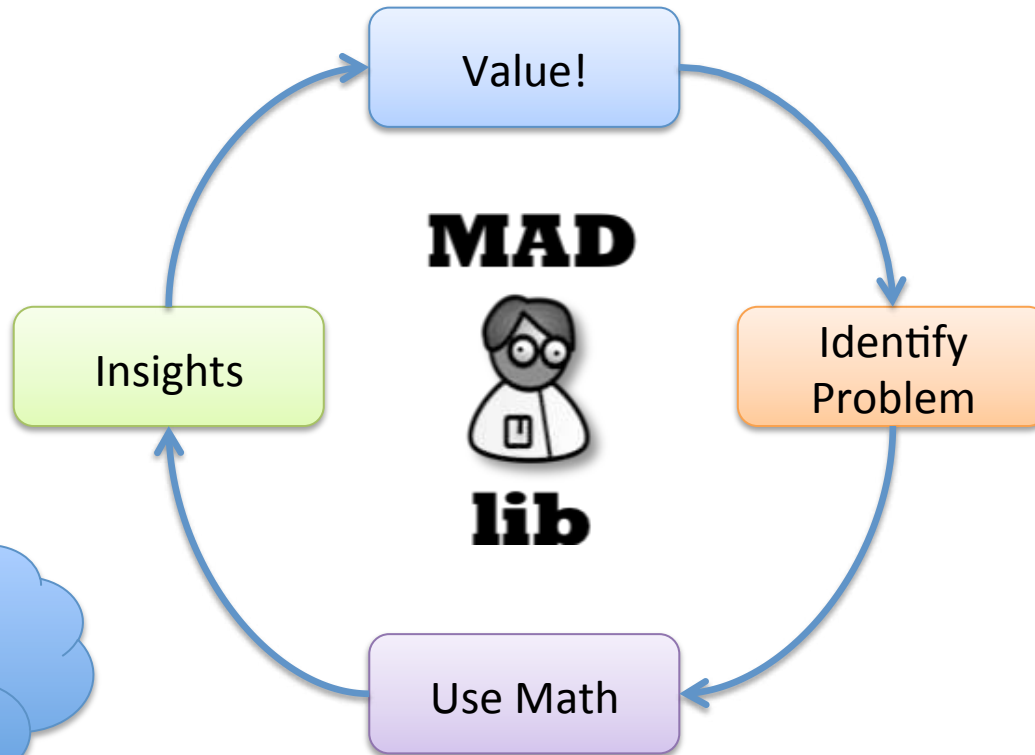 Value!
MAD
Insights
Identify
Problem
lib
Use Math